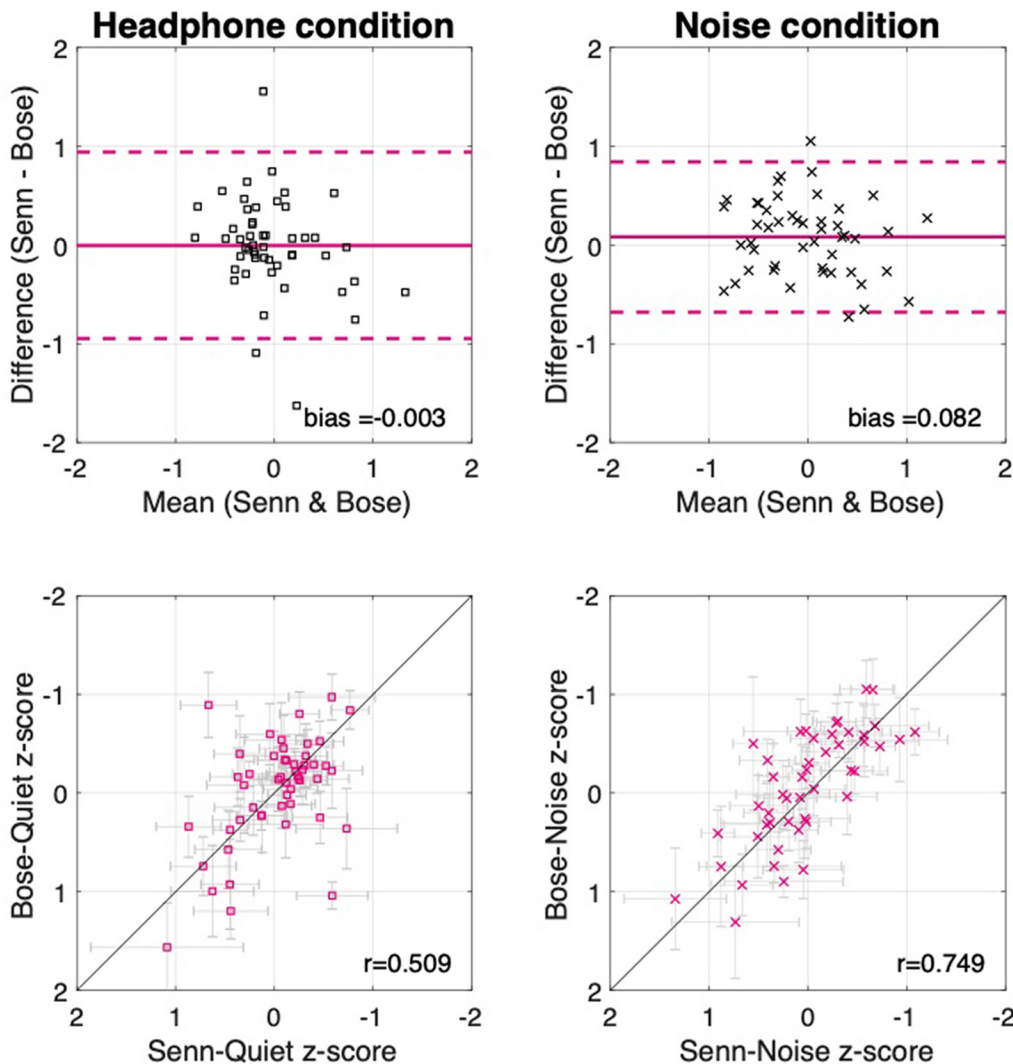 Headphone condition
Noise condition
2
1
0
-1
-2
-2
-1
0
1
2
Difference (Senn - Bose)
Mean (Senn & Bose)
bias =-0.003
2
1
0
-1
-2
-2
-1
0
1
2
Difference (Senn - Bose)
Mean (Senn & Bose)
bias =0.082
-2
-1
0
1
2
2
1
0
-1
-2
Bose-Quiet z-score
Senn-Quiet z-score
r=0.509
-2
-1
0
1
2
2
1
0
-1
-2
Bose-Noise z-score
Senn-Noise z-score
r=0.749